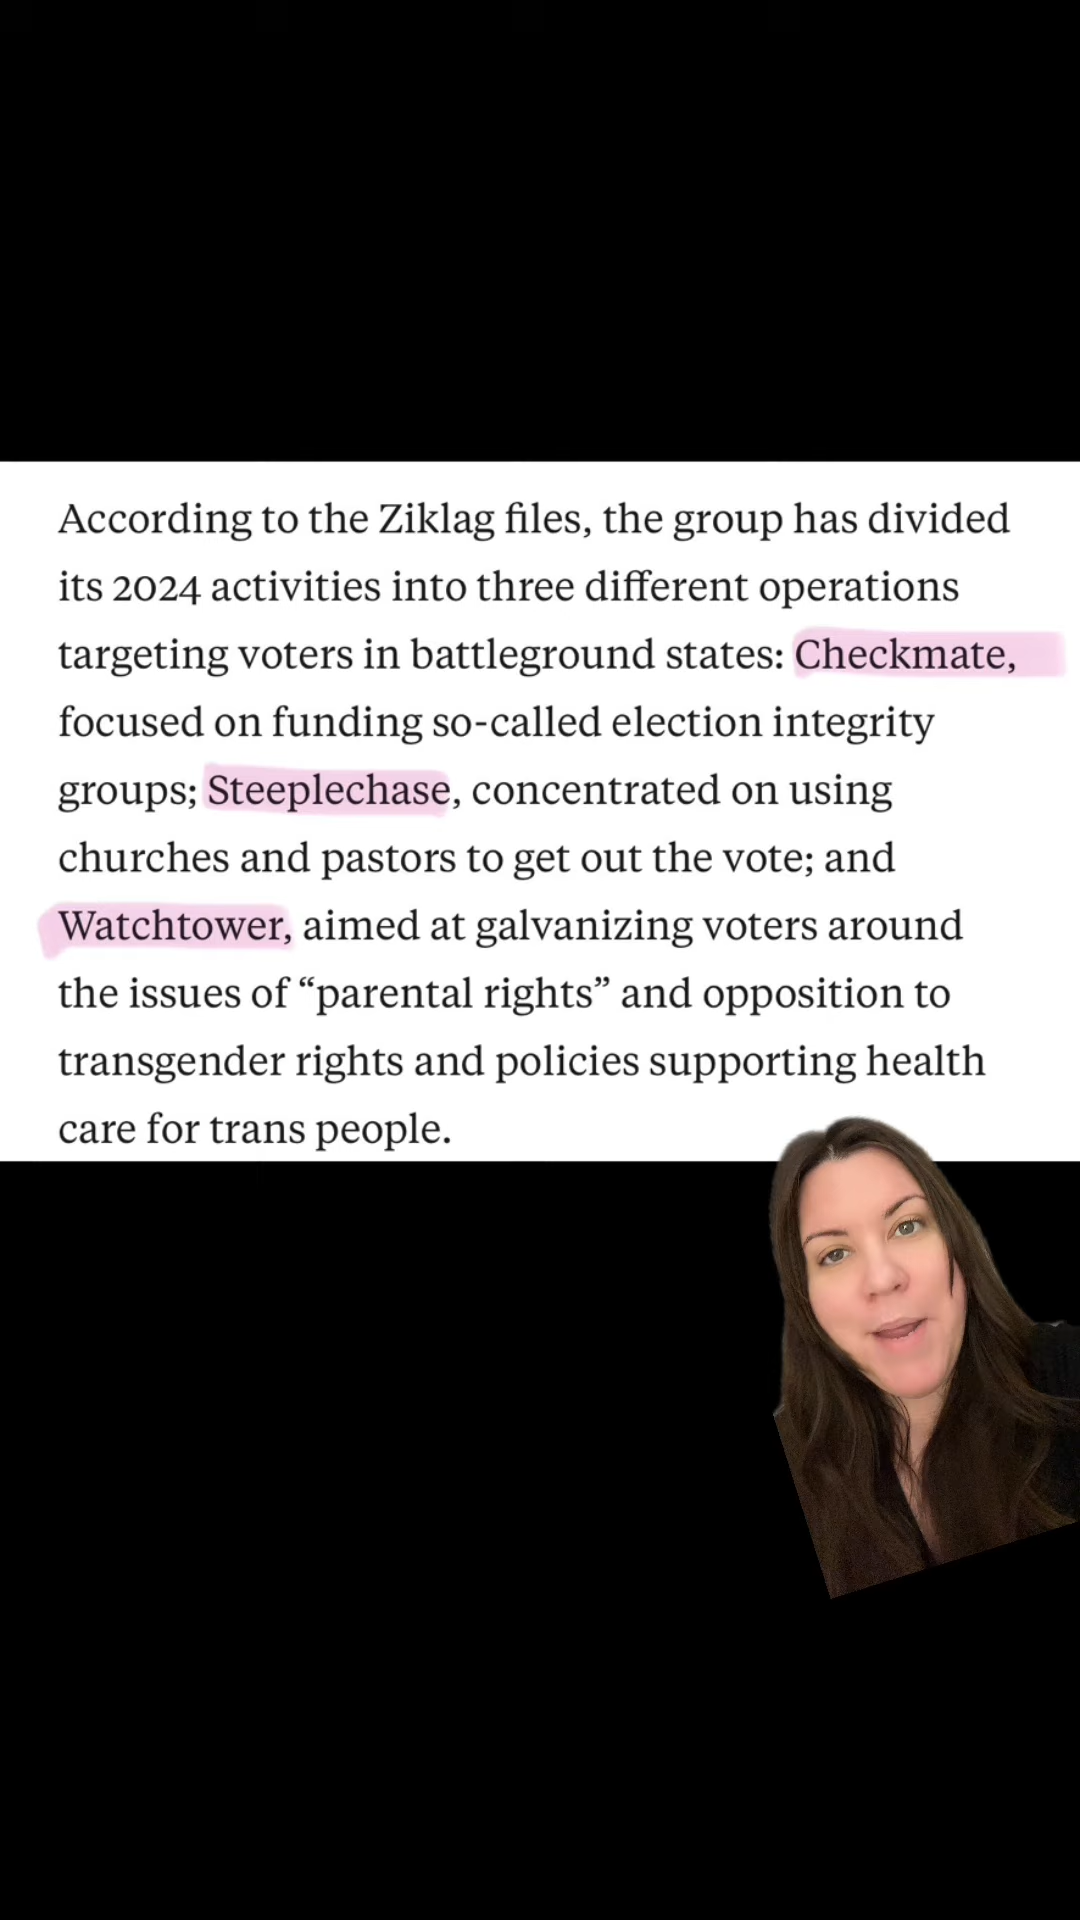 According to the Ziklag files, the group has divided
its 2024 activities into three different operations
targeting voters in battleground states: Checkmate,
focused on funding so-called election integrity
groups; Steeplechase, concentrated on using
churches and pastors to get out the vote; and
Watchtower, aimed at galvanizing voters around
the issues of “parental rights” and opposition to
transgender rights and policies supporting health
care for trans people.